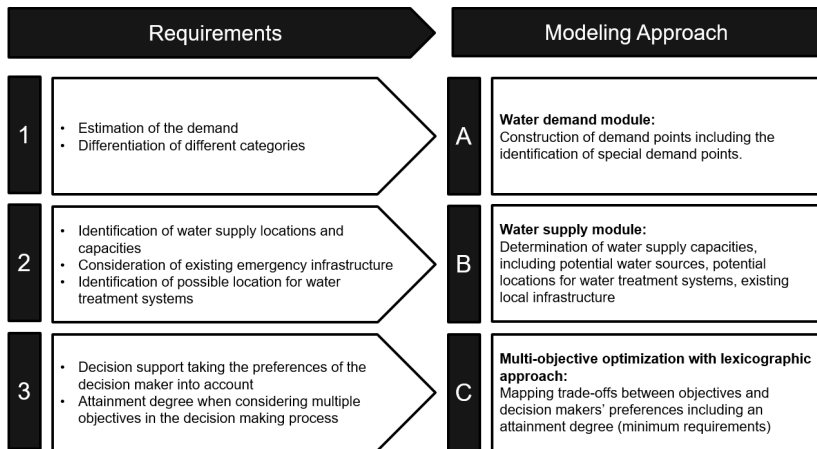 Requirements
Modeling Approach
1
• Estimation of the demand
• Differentiation of different categories
A
Water demand module:
Construction of demand points including the
identification of special demand points.
2
• Identification of water supply locations and
capacities
• Consideration of existing emergency infrastructure
• Identification of possible location for water
treatment systems
B
Water supply module:
Determination of water supply capacities,
including potential water sources, potential
locations for water treatment systems, existing
local infrastructure
3
• Decision support taking the preferences of the
decision maker into account
• Attainment degree when considering multiple
objectives in the decision making process
C
Multi-objective optimization with lexicographic
approach:
Mapping trade-offs between objectives and
decision makers’ preferences including an
attainment degree (minimum requirements)